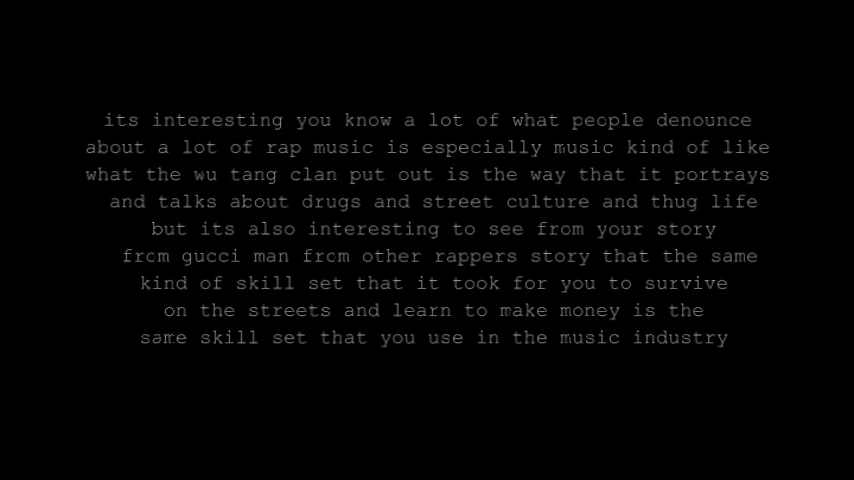 its interesting you know a lot of what people denounce
about a lot of rap music is especially music kind of like
what the wu tang clan put out is the way that it portrays
and talks about drugs and street culture and thug life
but its also interesting to see from your story
from gucci man from other rappers story that the same
kind of skill set that it took for you to survive
on the streets and learn to make money is the
same skill set that you use in the music industry